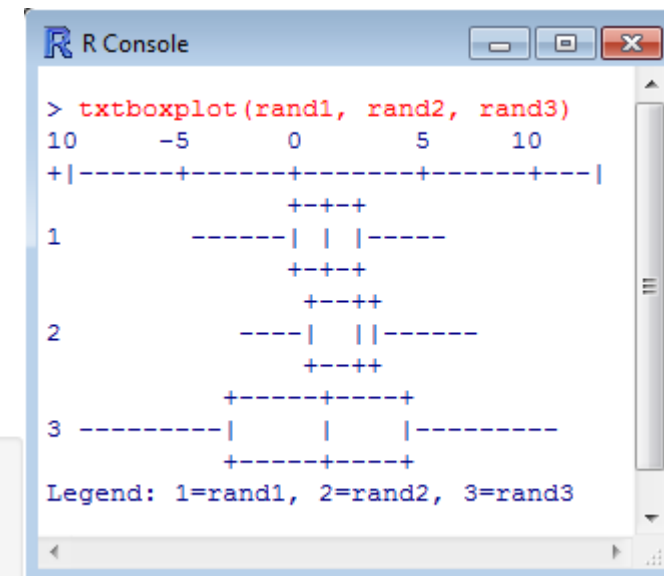 R Console
> txtboxplot(rand1, rand2, rand3)
10      -5       0        5      10
+|------+------+-------+------+---|
               +-+-+
1        ------| | |-----
               +-+-+
                +--++
2           ----|  ||------
                +--++
           +-----+----+
3 ---------|     |    |---------
           +-----+----+
Legend: 1=rand1, 2=rand2, 3=rand3